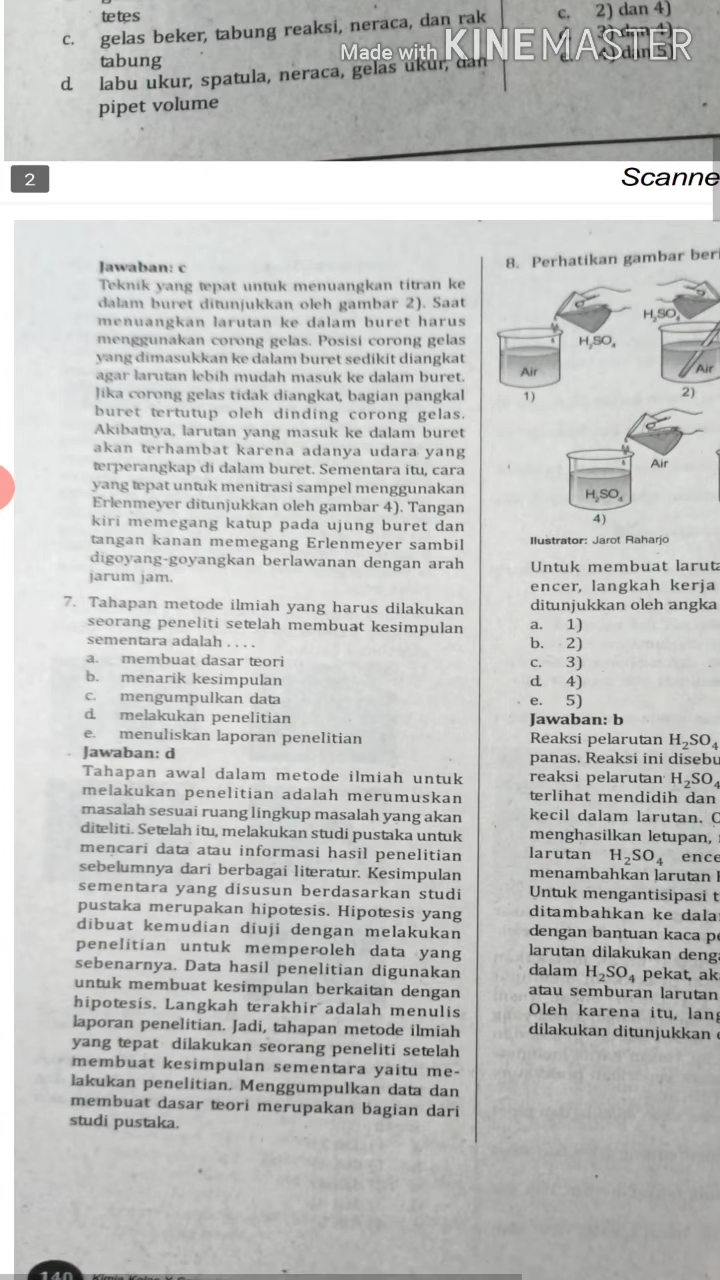 tetes
c. gelas beker, tabung reaksi, neraca, dan rak
tabung
d labu ukur, spatula, neraca, gelas ukur, dan
pipet volume
c. 2) dan 4)
3) dan 4)
4) dan 5)
Made with KINEMASTER
2
Scanne
Jawaban: c
Teknik yang tepat untuk menuangkan titran ke
dalam buret ditunjukkan oleh gambar 2). Saat
menuangkan larutan ke dalam buret harus
menggunakan corong gelas. Posisi corong gelas
yang dimasukkan ke dalam buret sedikit diangkat
agar larutan lebih mudah masuk ke dalam buret.
Jika corong gelas tidak diangkat, bagian pangkal
buret tertutup oleh dinding corong gelas.
Akibatnya, larutan yang masuk ke dalam buret
akan terhambat karena adanya udara yang
terperangkap di dalam buret. Sementara itu, cara
yang tepat untuk menitrasi sampel menggunakan
Erlenmeyer ditunjukkan oleh gambar 4). Tangan
kiri memegang katup pada ujung buret dan
tangan kanan memegang Erlenmeyer sambil
digoyang-goyangkan berlawanan dengan arah
jarum jam.
7. Tahapan metode ilmiah yang harus dilakukan
seorang peneliti setelah membuat kesimpulan
sementara adalah . . . .
a. membuat dasar teori
b. menarik kesimpulan
c. mengumpulkan data
d melakukan penelitian
e. menuliskan laporan penelitian
Jawaban: d
Tahapan awal dalam metode ilmiah untuk
melakukan penelitian adalah merumuskan
masalah sesuai ruang lingkup masalah yang akan
diteliti. Setelah itu, melakukan studi pustaka untuk
mencari data atau informasi hasil penelitian
sebelumnya dari berbagai literatur. Kesimpulan
sementara yang disusun berdasarkan studi
pustaka merupakan hipotesis. Hipotesis yang
dibuat kemudian diuji dengan melakukan
penelitian untuk memperoleh data yang
sebenarnya. Data hasil penelitian digunakan
untuk membuat kesimpulan berkaitan dengan
hipotesis. Langkah terakhir adalah menulis
laporan penelitian. Jadi, tahapan metode ilmiah
yang tepat dilakukan seorang peneliti setelah
membuat kesimpulan sementara yaitu me-
lakukan penelitian. Menggumpulkan data dan
membuat dasar teori merupakan bagian dari
studi pustaka.
8. Perhatikan gambar beri
H₂SO₄
H₂SO₄
Air
Air
1)
2)
Air
H₂SO₄
4)
Ilustrator: Jarot Raharjo
Untuk membuat laruta
encer, langkah kerja
ditunjukkan oleh angka
a. 1)
b. 2)
c. 3)
d 4)
e. 5)
Jawaban: b
Reaksi pelarutan H₂SO₄
panas. Reaksi ini disebu
reaksi pelarutan H₂SO₄
terlihat mendidih dan
kecil dalam larutan.
menghasilkan letupan,
larutan H₂SO₄ ence
menambahkan larutan
Untuk mengantisipasi t
ditambahkan ke dala
dengan bantuan kaca pe
larutan dilakukan denga
dalam H₂SO₄ pekat, ak
atau semburan larutan
Oleh karena itu, lang
dilakukan ditunjukkan
140